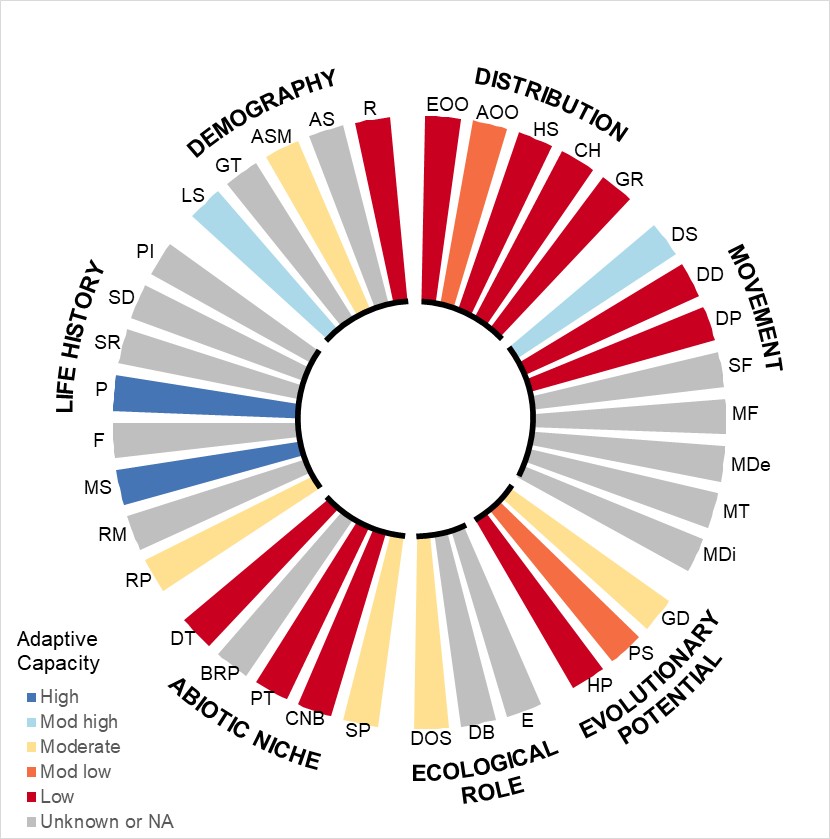 DISTRIBUTION
EOO
AOO
HS
CH
GR
MOVEMENT
DS
DD
DP
SF
MF
MDe
MT
MDi
EVOLUTIONARY
POTENTIAL
GD
PS
HP
ECOLOGICAL
ROLE
E
DB
DOS
ABIOTIC NICHE
SP
CNB
PT
BRP
DT
LIFE HISTORY
RP
RM
MS
F
P
SR
SD
PI
DEMOGRAPHY
LS
GT
ASM
AS
R
Adaptive
Capacity
High
Mod high
Moderate
Mod low
Low
Unknown or NA